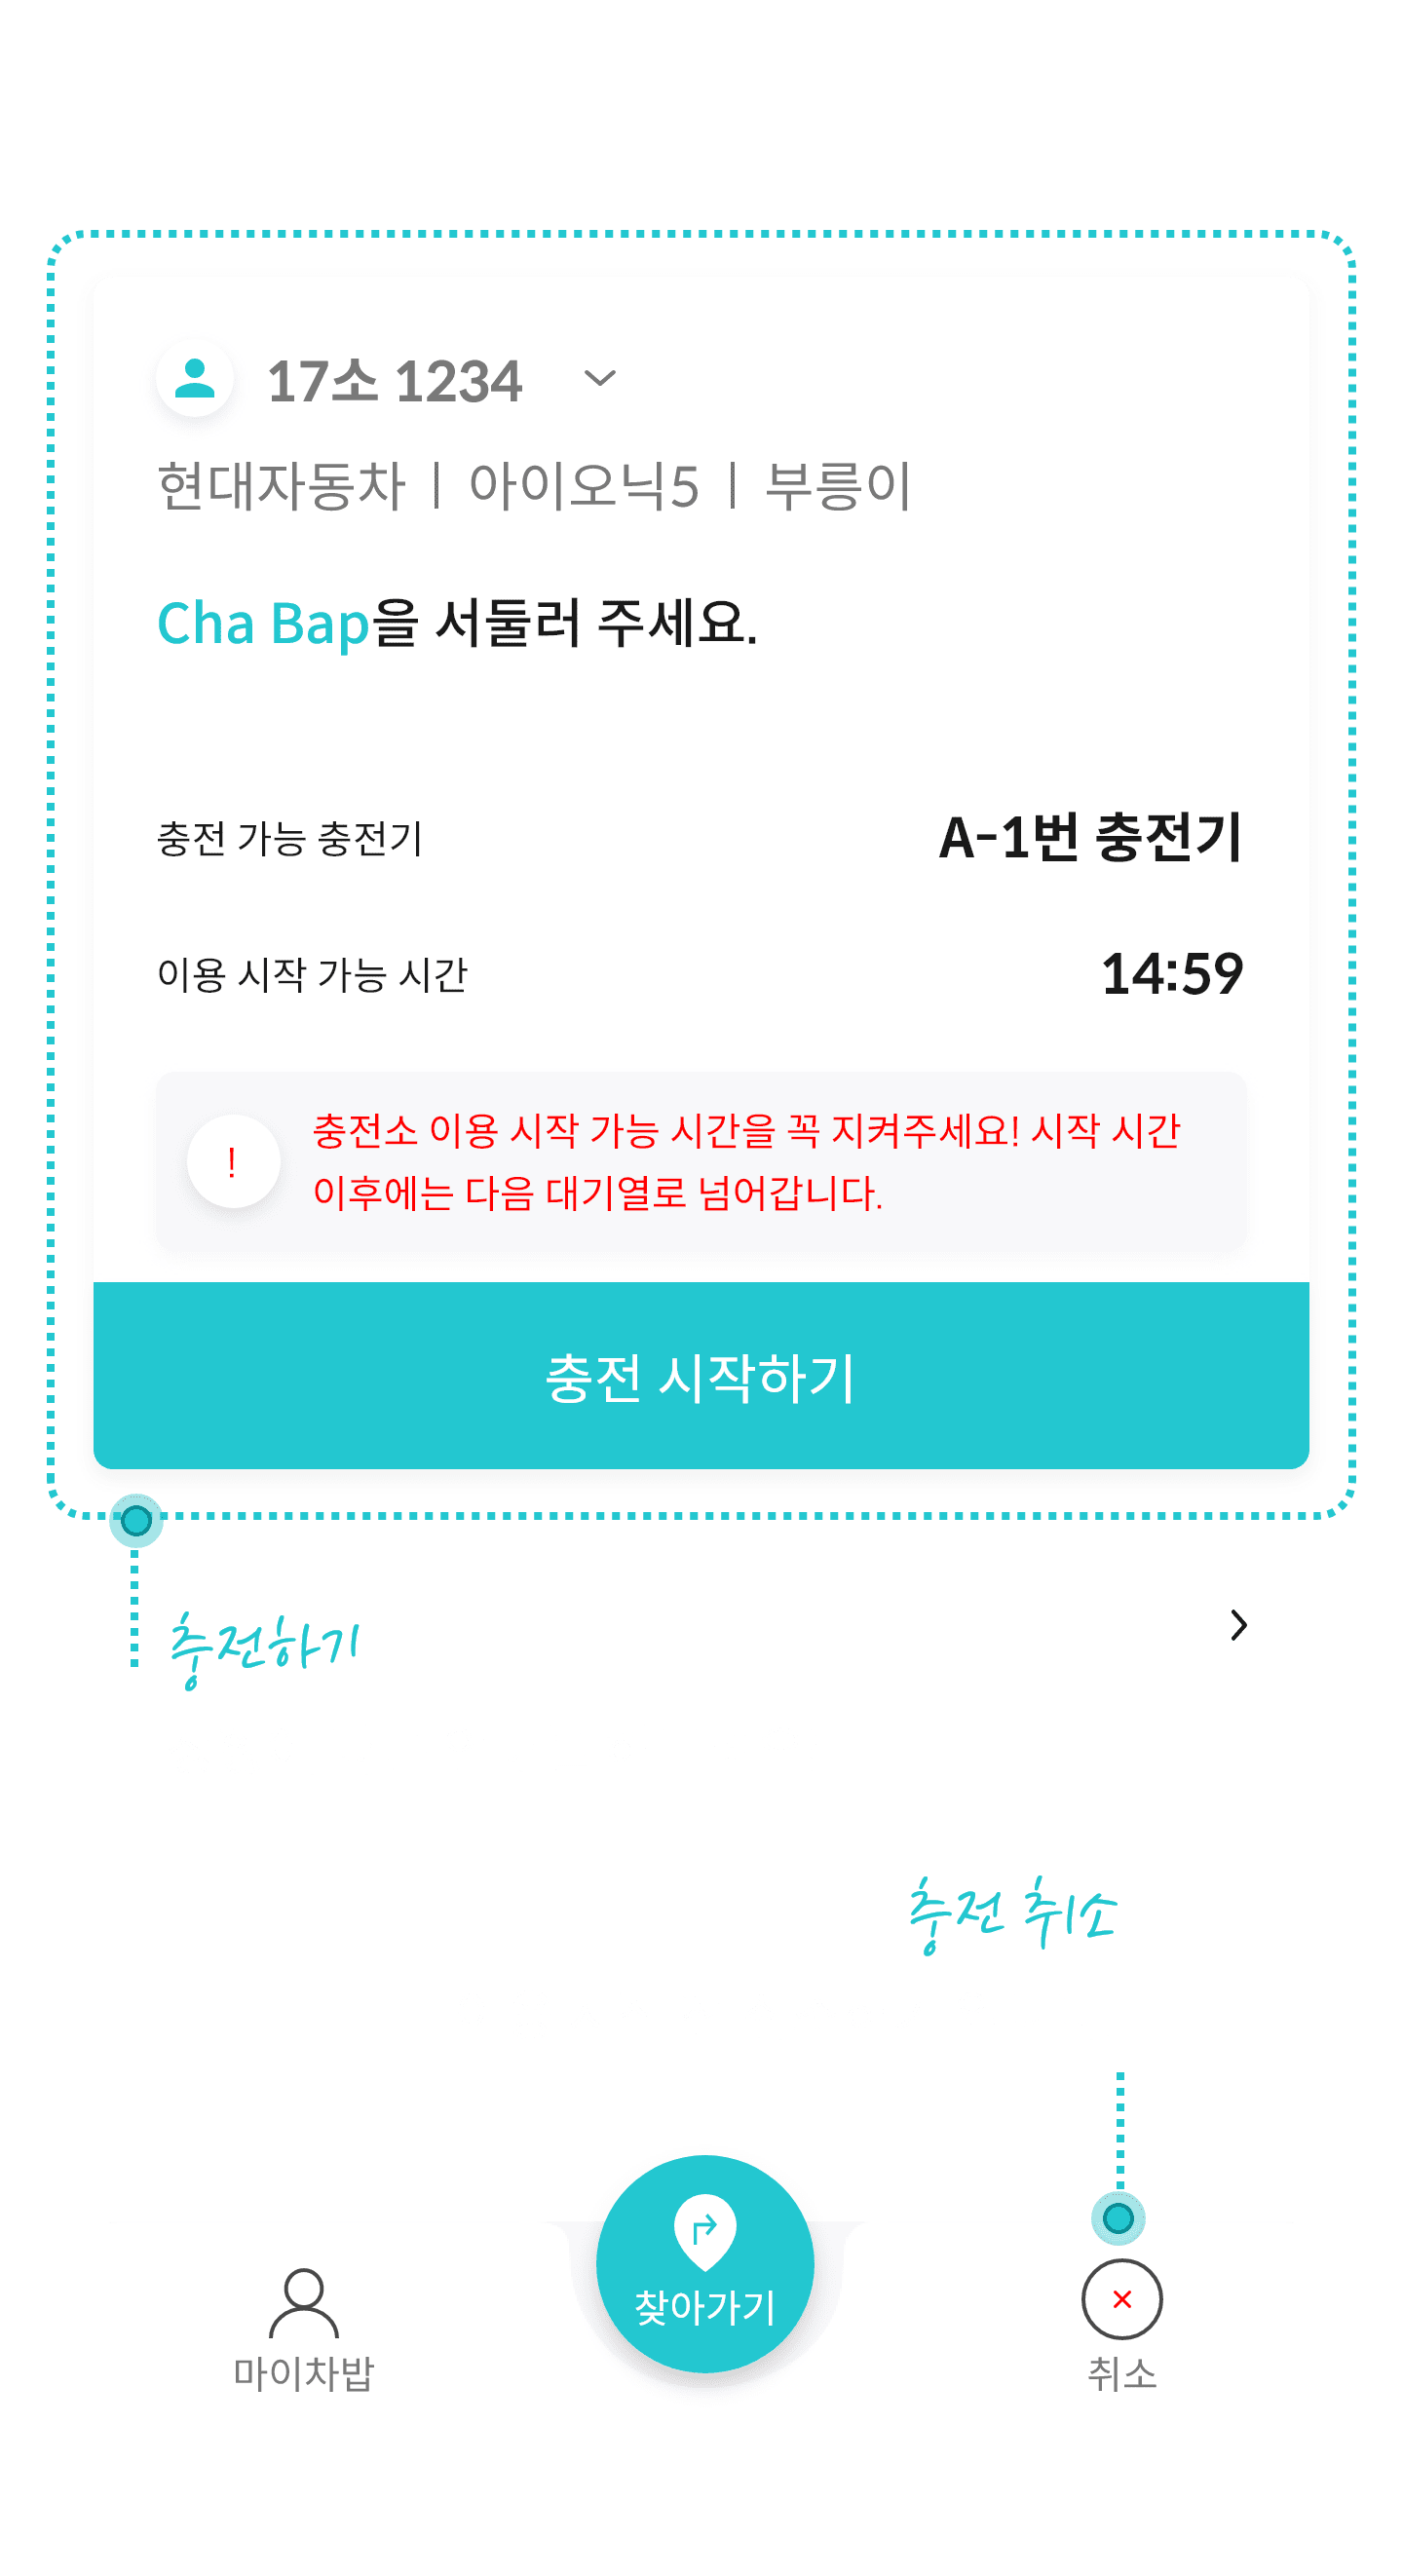 17소 1234
현대자동차 | 아이오닉5 | 부릉이
Cha Bap을 서둘러 주세요.
충전 가능 충전기
A-1번 충전기
이용 시작 가능 시간
14:59
!
충전소 이용 시작 가능 시간을 꼭 지켜주세요! 시작 시간
이후에는 다음 대기열로 넘어갑니다.
충전 시작하기
충전하기
충전 취소
찾아가기
마이차밥
취소